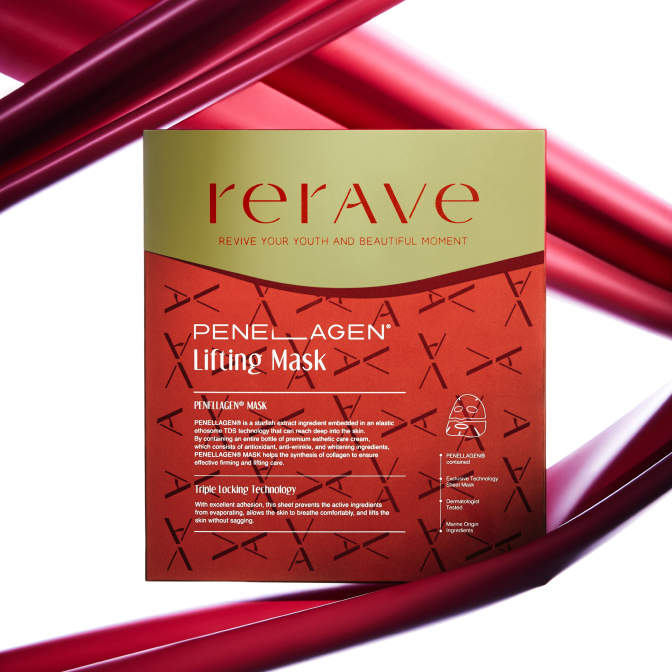 rerave
REVIVE YOUR YOUTH AND BEAUTIFUL MOMENT
PENELLAGEN®
Lifting Mask
PENELLAGEN® MASK
PENELLAGEN® is a starfish extract ingredient embedded in an elastic
ethosome TDS technology that can reach deep into the skin.
By containing an entire bottle of premium esthetic care cream,
which consists of antioxidant, anti-wrinkle, and whitening ingredients,
PENELLAGEN® MASK helps the synthesis of collagen to ensure
effective firming and lifting care.
Triple Locking Technology
With excellent adhesion, this sheet prevents the active ingredients
from evaporating, allows the skin to breathe comfortably, and lifts the
skin without sagging.
PENELLAGEN®
contained
Exclusive Technology
Sheet Mask
Dermatologist
Tested
Marine Origin
Ingredients